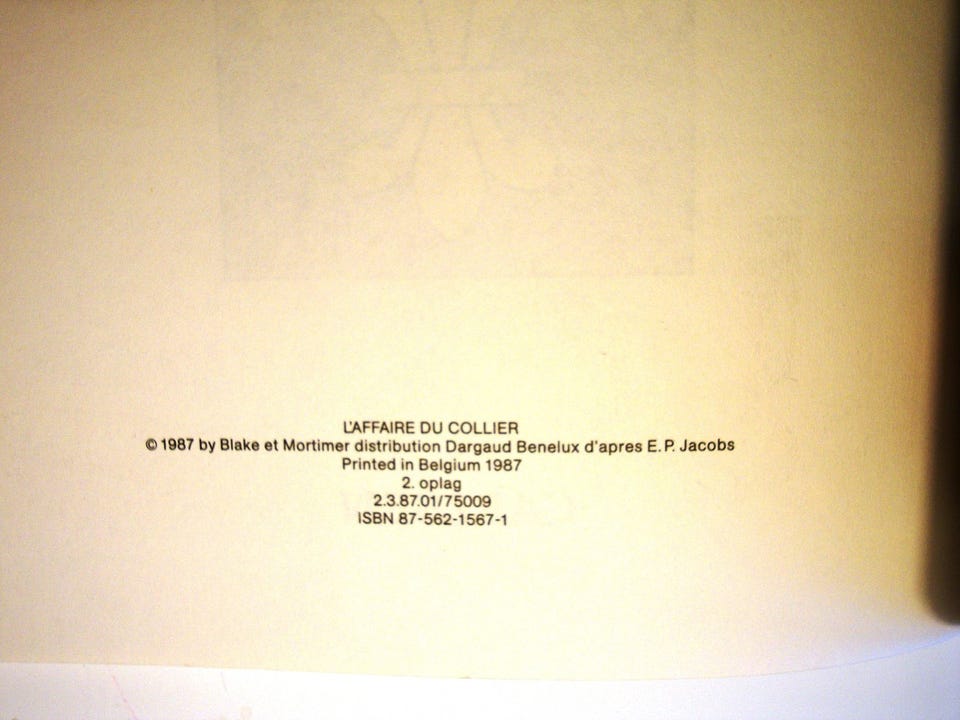 L'AFFAIRE DU COLLIER
© 1987 by Blake et Mortimer distribution Dargaud Benelux d'apres E.P. Jacobs
Printed in Belgium 1987
2. oplag
2.3.87.01/75009
ISBN 87-562-1567-1